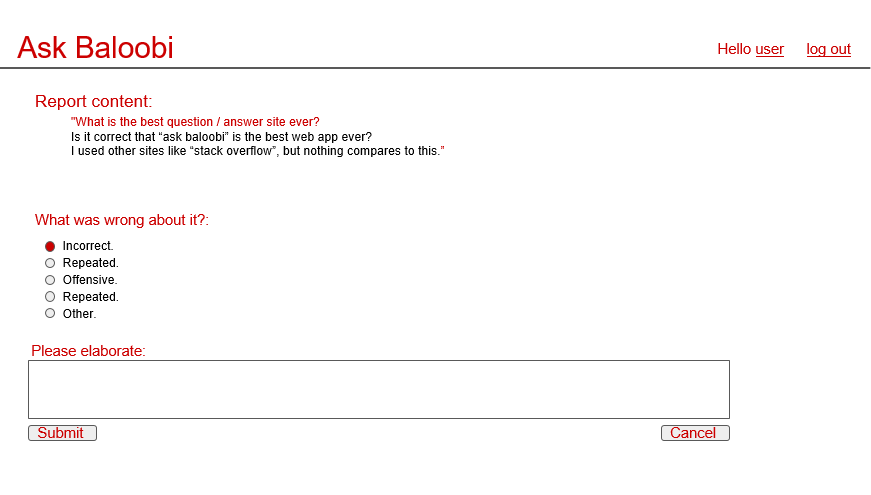 Ask Baloobi
Hello user log out
Report content:
"What is the best question / answer site ever?
Is it correct that “ask baloobi” is the best web app ever?
I used other sites like “stack overflow”, but nothing compares to this.”
What was wrong about it?:
Incorrect.
Repeated.
Offensive.
Repeated.
Other.
Please elaborate:
Submit Cancel